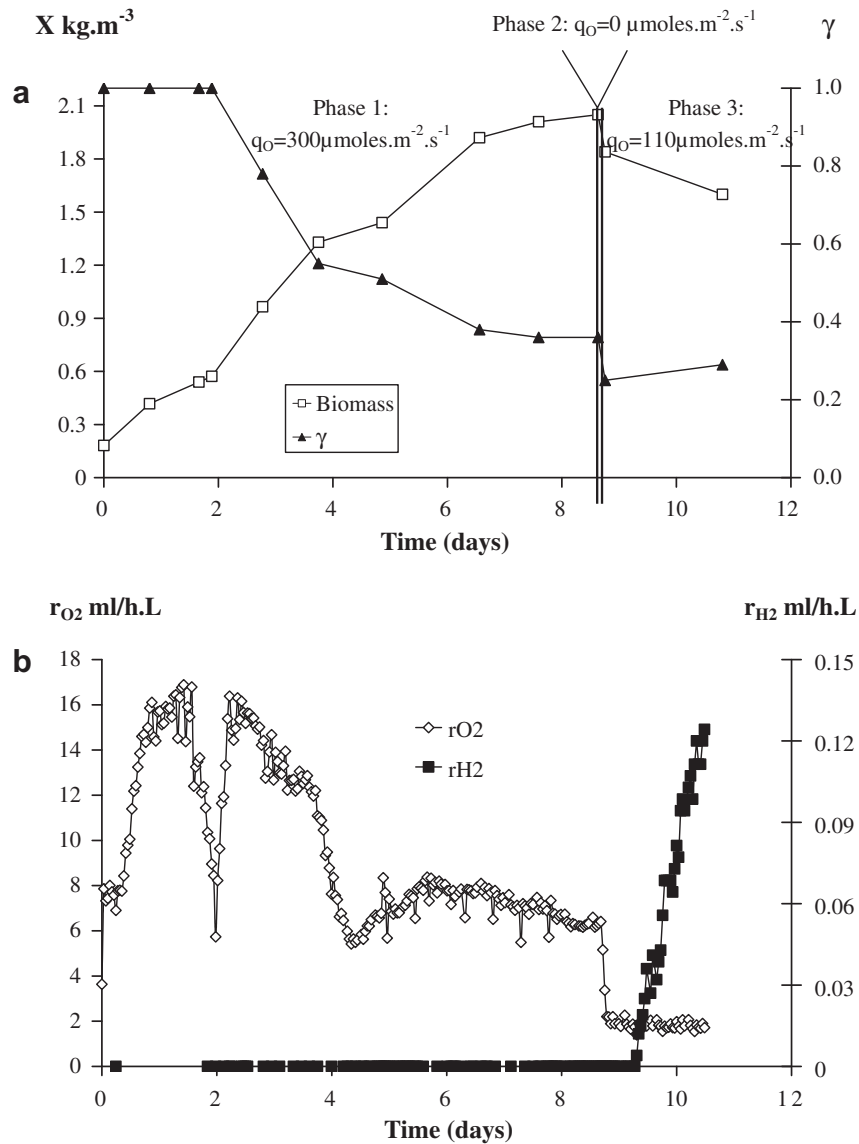 X kg.m-3
Phase 2: qO=0 µmoles.m-2.s-1
γ
a
2.1
1.8
1.5
1.2
0.9
0.6
0.3
0
Phase 1:
qO=300µmoles.m-2.s-1
Phase 3:
qO=110µmoles.m-2.s-1
1.0
0.8
0.6
0.4
0.2
0.0
Biomass
γ
0 2 4 6 8 10 12
Time (days)
rO2 ml/h.L
rH2 ml/h.L
b
18
16
14
12
10
8
6
4
2
0
rO2
rH2
0.15
0.12
0.09
0.06
0.03
0
0 2 4 6 8 10 12
Time (days)